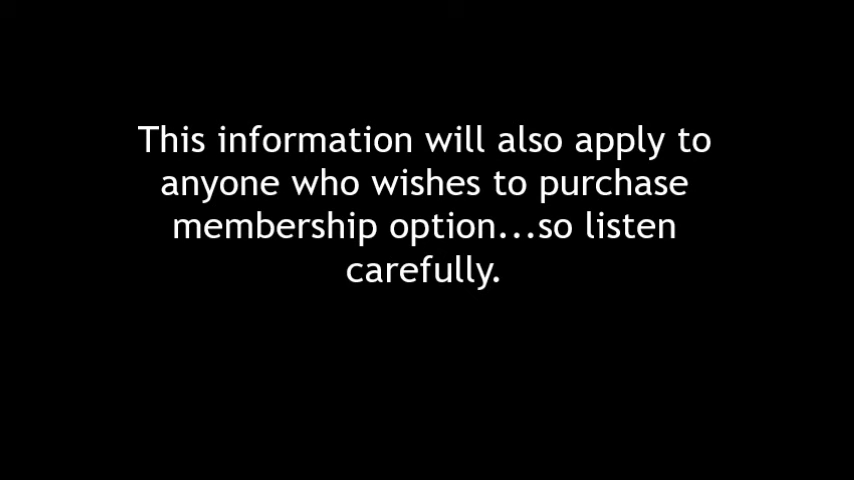 This information will also apply to
anyone who wishes to purchase
membership option...so listen
carefully.